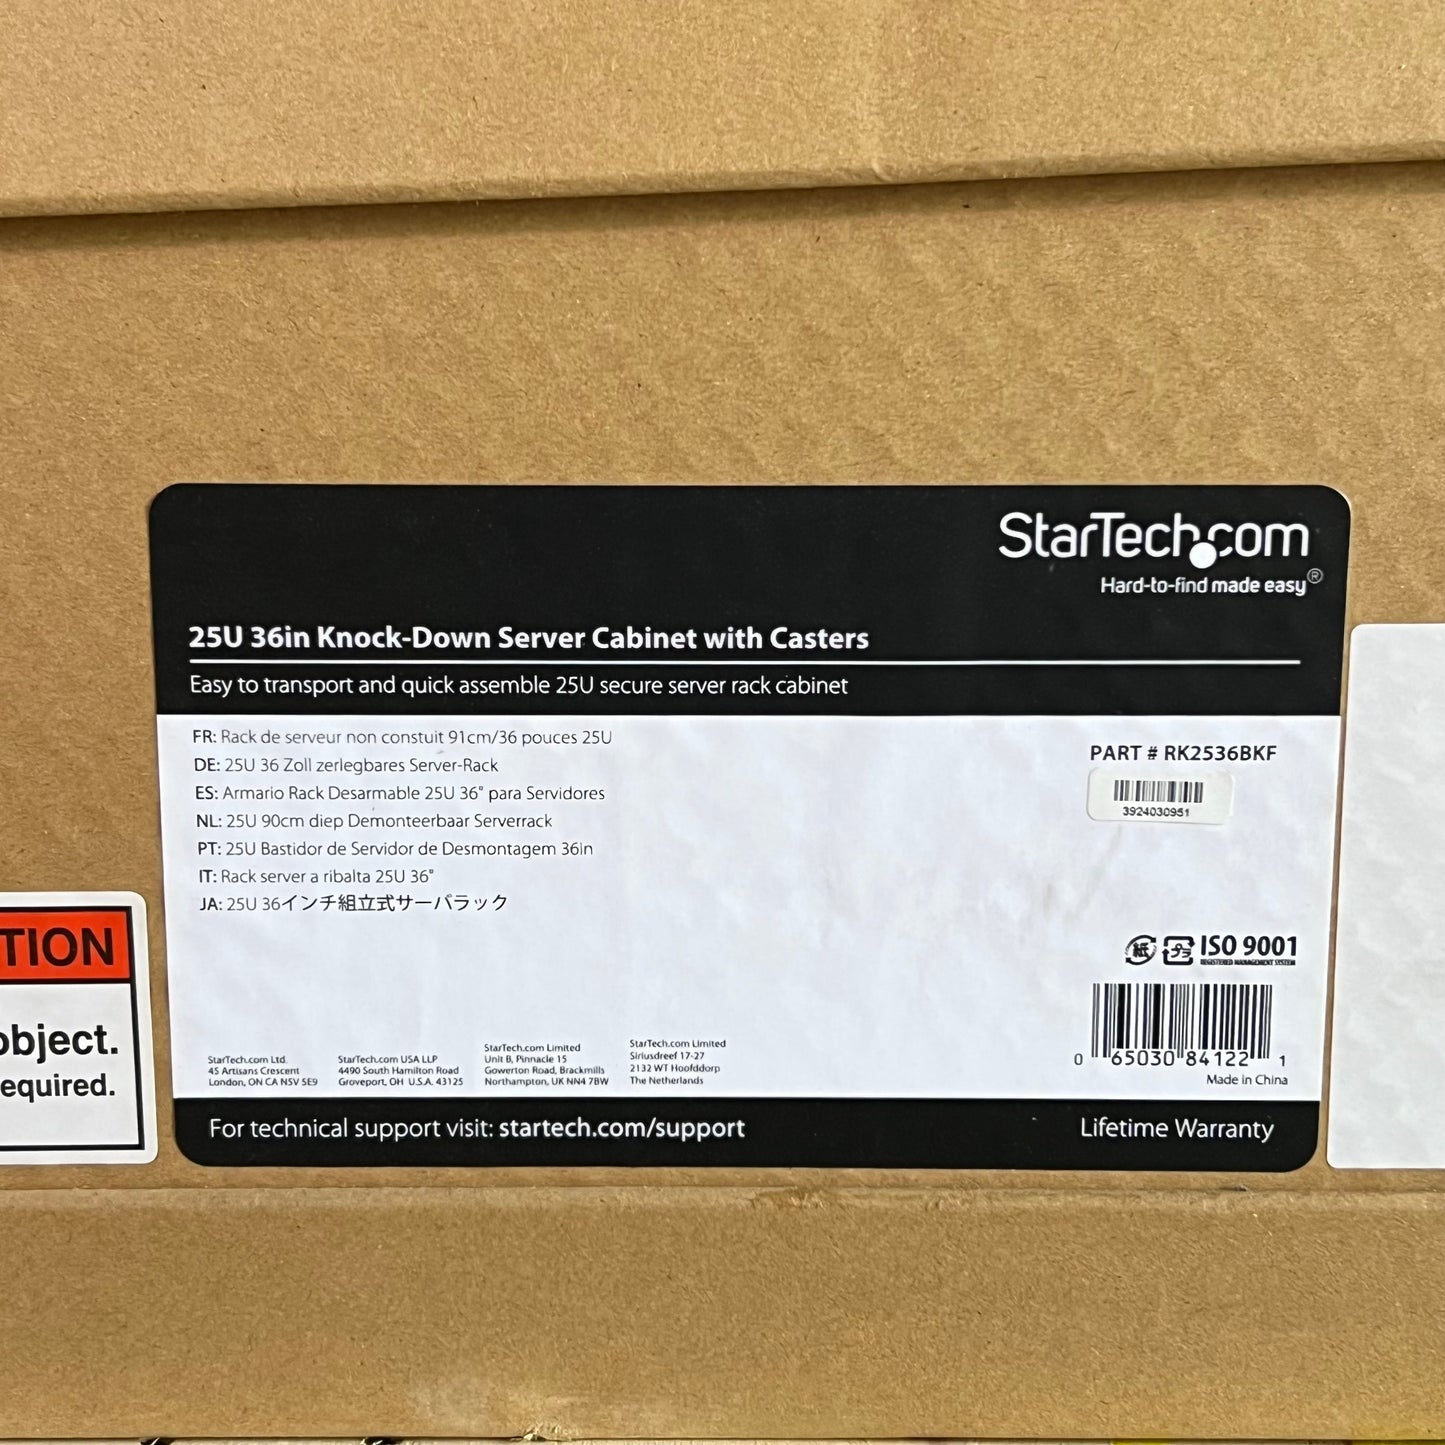 StarTech.com
Hard-to-find made easy®
25U 36in Knock-Down Server Cabinet with Casters
Easy to transport and quick assemble 25U secure server rack cabinet
FR: Rack de serveur non constuit 91cm/36 pouces 25U
DE: 25U 36 Zoll zerlegbares Server-Rack
ES: Armario Rack Desarmable 25U 36" para Servidores
NL: 25U 90cm diep Demonteerbaar Serverrack
PT: 25U Bastidor de Servidor de Desmontagem 36in
IT: Rack server a ribalta 25U 36"
JA: 25U 36インチ組立式サーバラック
PART # RK2536BKF
3924030951
紙 プラ ISO 9001
REGISTERED MANAGEMENT SYSTEM
0 65030 84122 1
Made in China
StarTech.com Ltd.
45 Artisans Crescent
London, ON CA N5V 5E9
StarTech.com USA LLP
4490 South Hamilton Road
Groveport, OH U.S.A. 43125
StarTech.com Limited
Unit B, Pinnacle 15
Gowerton Road, Brackmills
Northampton, UK NN4 7BW
StarTech.com Limited
Siriusdreef 17-27
2132 WT Hoofddorp
The Netherlands
For technical support visit: startech.com/support
Lifetime Warranty
TION
object.
equired.